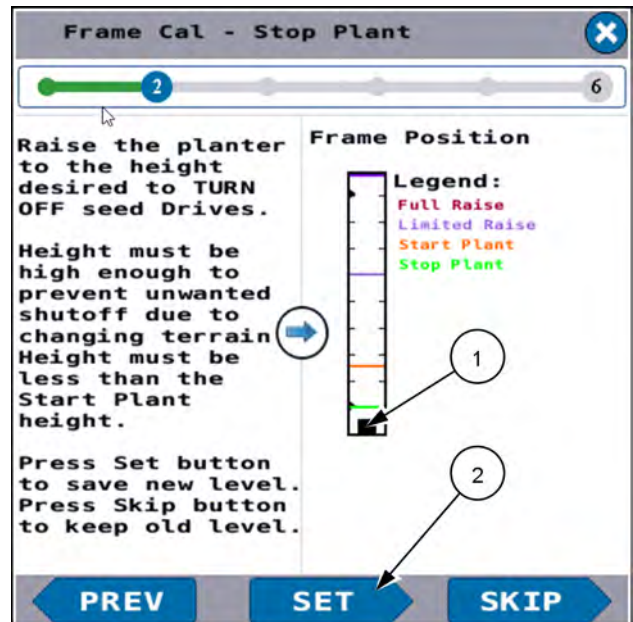 Frame Cal - Stop Plant
2
6
Raise the planter
to the height
desired to TURN
OFF seed Drives.
Height must be
high enough to
prevent unwanted
shutoff due to
changing terrain
Height must be
less than the
Start Plant
height.
Press Set button
to save new level.
Press Skip button
to keep old level.
Frame Position
Legend:
Full Raise
Limited Raise
Start Plant
Stop Plant
1
2
PREV
SET
SKIP